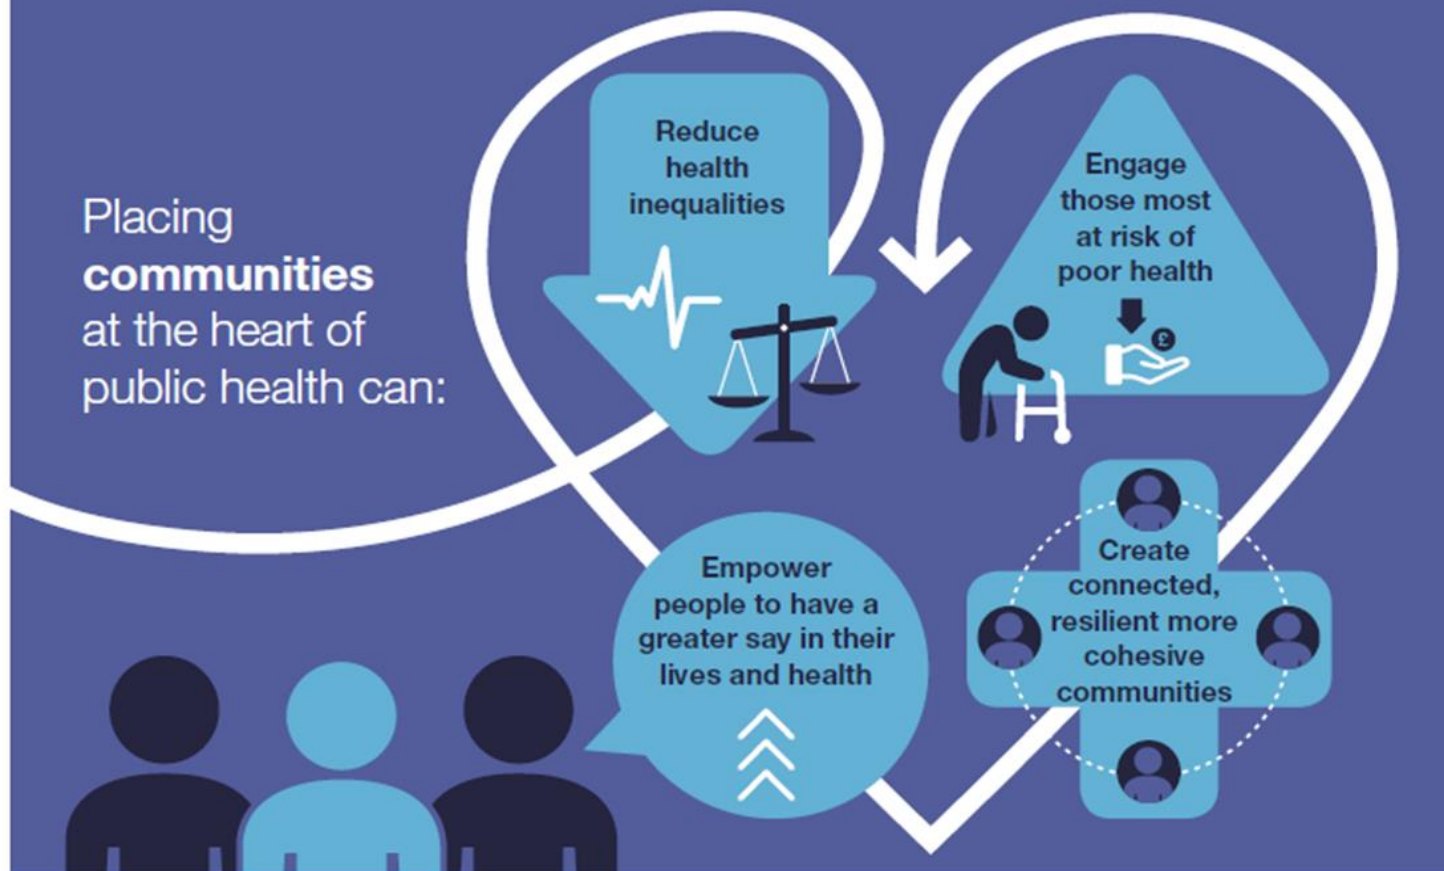 Placing
communities
at the heart of
public health can:
Reduce
health
inequalities
Engage
those most
at risk of
poor health
£
Empower
people to have a
greater say in their
lives and health
Create
connected,
resilient more
cohesive
communities